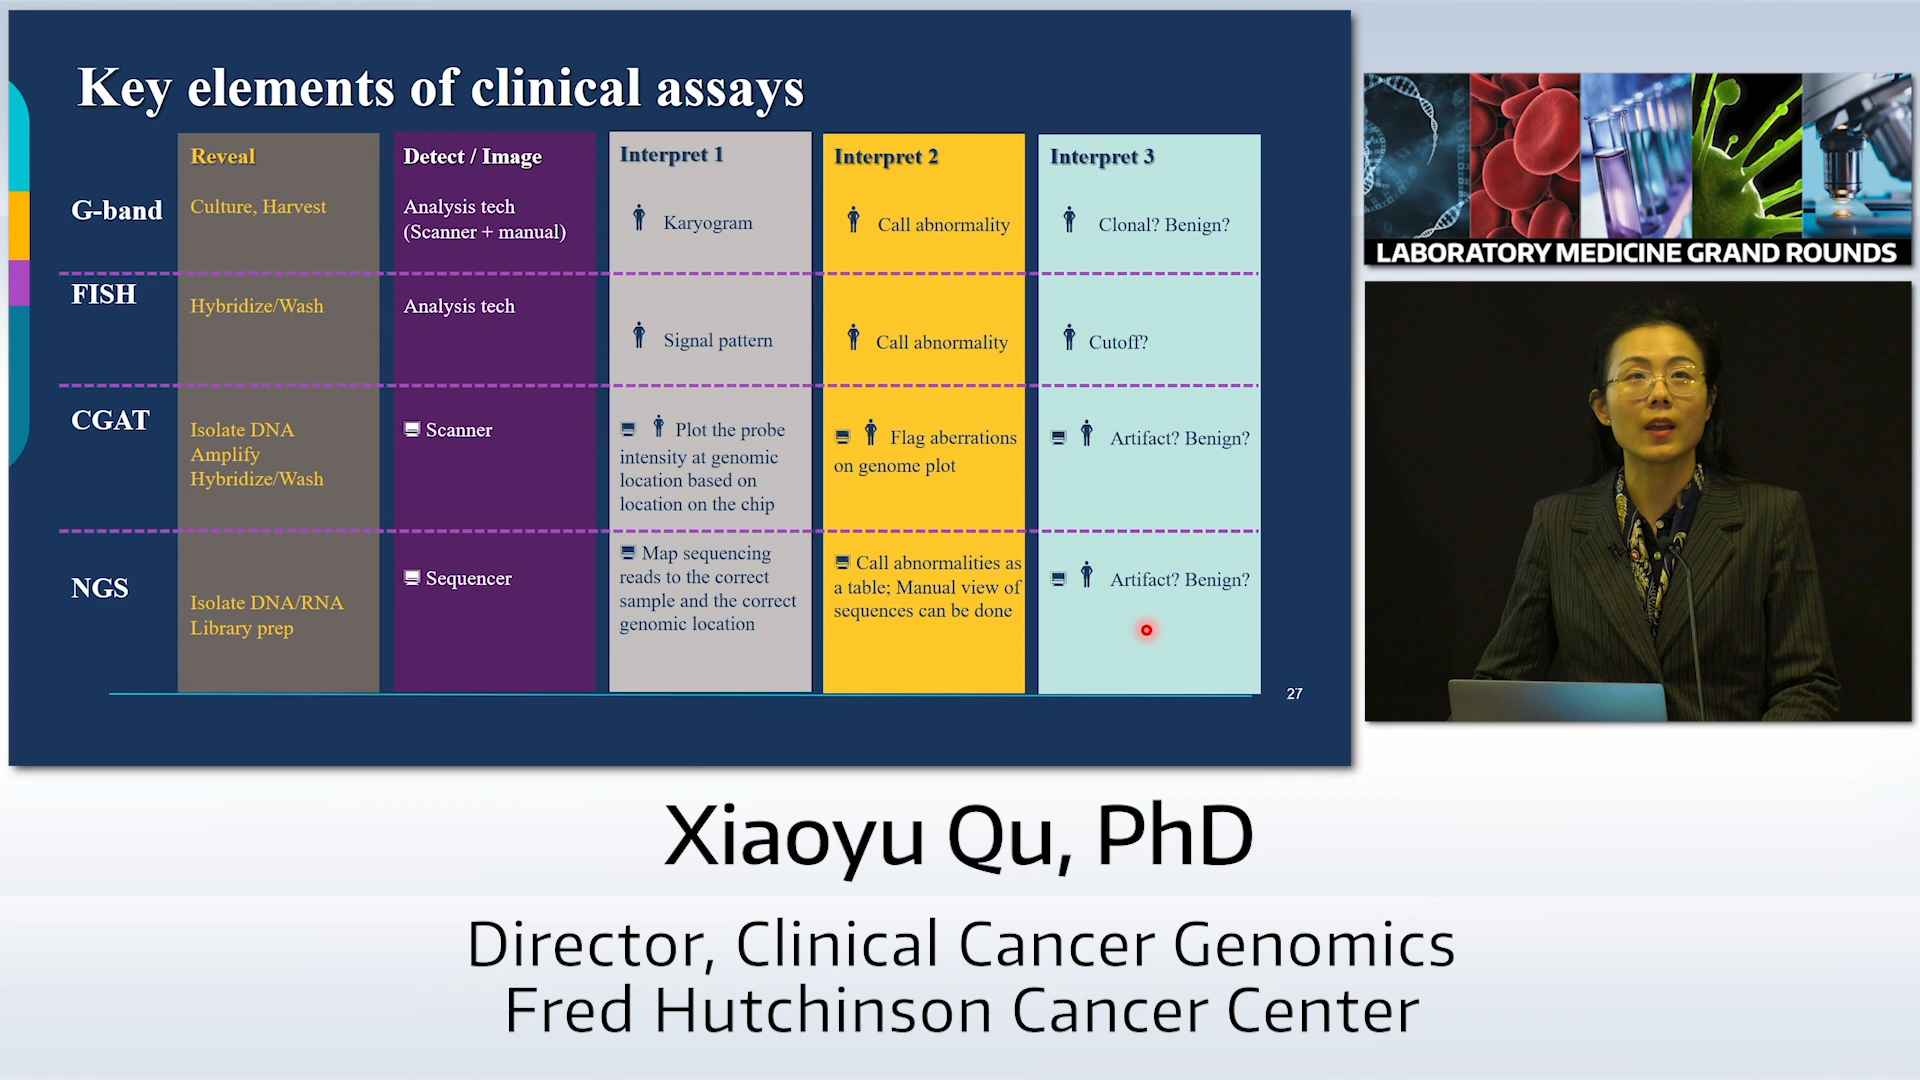 Key elements of clinical assays
Reveal
Detect / Image
Interpret 1
Interpret 2
Interpret 3
G-band
Culture, Harvest
Analysis tech
(Scanner + manual)
Karyogram
Call abnormality
Clonal? Benign?
FISH
Hybridize/Wash
Analysis tech
Signal pattern
Call abnormality
Cutoff?
CGAT
Isolate DNA
Amplify
Hybridize/Wash
Scanner
Plot the probe
intensity at genomic
location based on
location on the chip
Flag aberrations
on genome plot
Artifact? Benign?
NGS
Isolate DNA/RNA
Library prep
Sequencer
Map sequencing
reads to the correct
sample and the correct
genomic location
Call abnormalities as
a table; Manual view of
sequences can be done
Artifact? Benign?
27
LABORATORY MEDICINE GRAND ROUNDS
Xiaoyu Qu, PhD
Director, Clinical Cancer Genomics
Fred Hutchinson Cancer Center